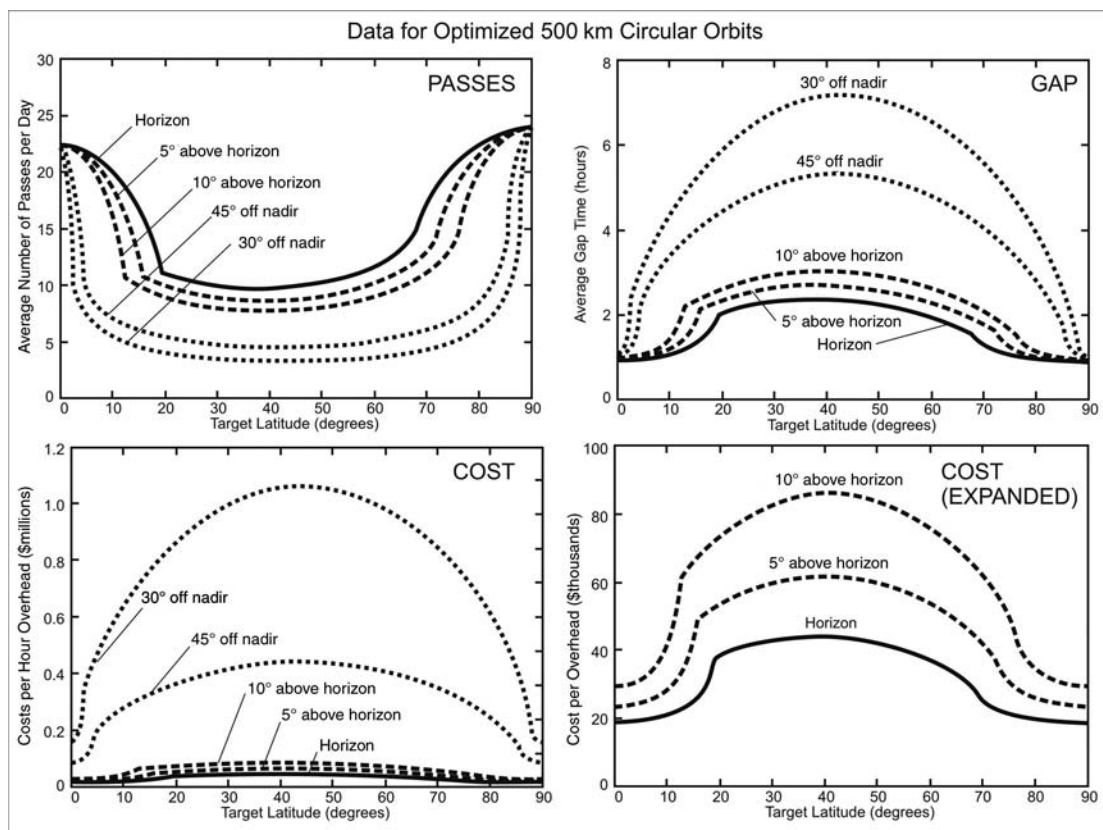 Data for Optimized 500 km Circular Orbits
PASSES
Average Number of Passes per Day
30
25
20
15
10
5
0
Horizon
5° above horizon
10° above horizon
45° off nadir
30° off nadir
0 10 20 30 40 50 60 70 80 90
Target Latitude (degrees)
GAP
Average Gap Time (hours)
8
6
4
2
0
30° off nadir
45° off nadir
10° above horizon
5° above horizon
Horizon
0 10 20 30 40 50 60 70 80 90
Target Latitude (degrees)
COST
Costs per Hour Overhead ($millions)
1.2
1.0
0.8
0.6
0.4
0.2
0
30° off nadir
45° off nadir
10° above horizon
5° above horizon
Horizon
0 10 20 30 40 50 60 70 80 90
Target Latitude (degrees)
COST
(EXPANDED)
Cost per Overhead ($thousands)
100
80
60
40
20
0
10° above horizon
5° above horizon
Horizon
0 10 20 30 40 50 60 70 80 90
Target Latitude (degrees)